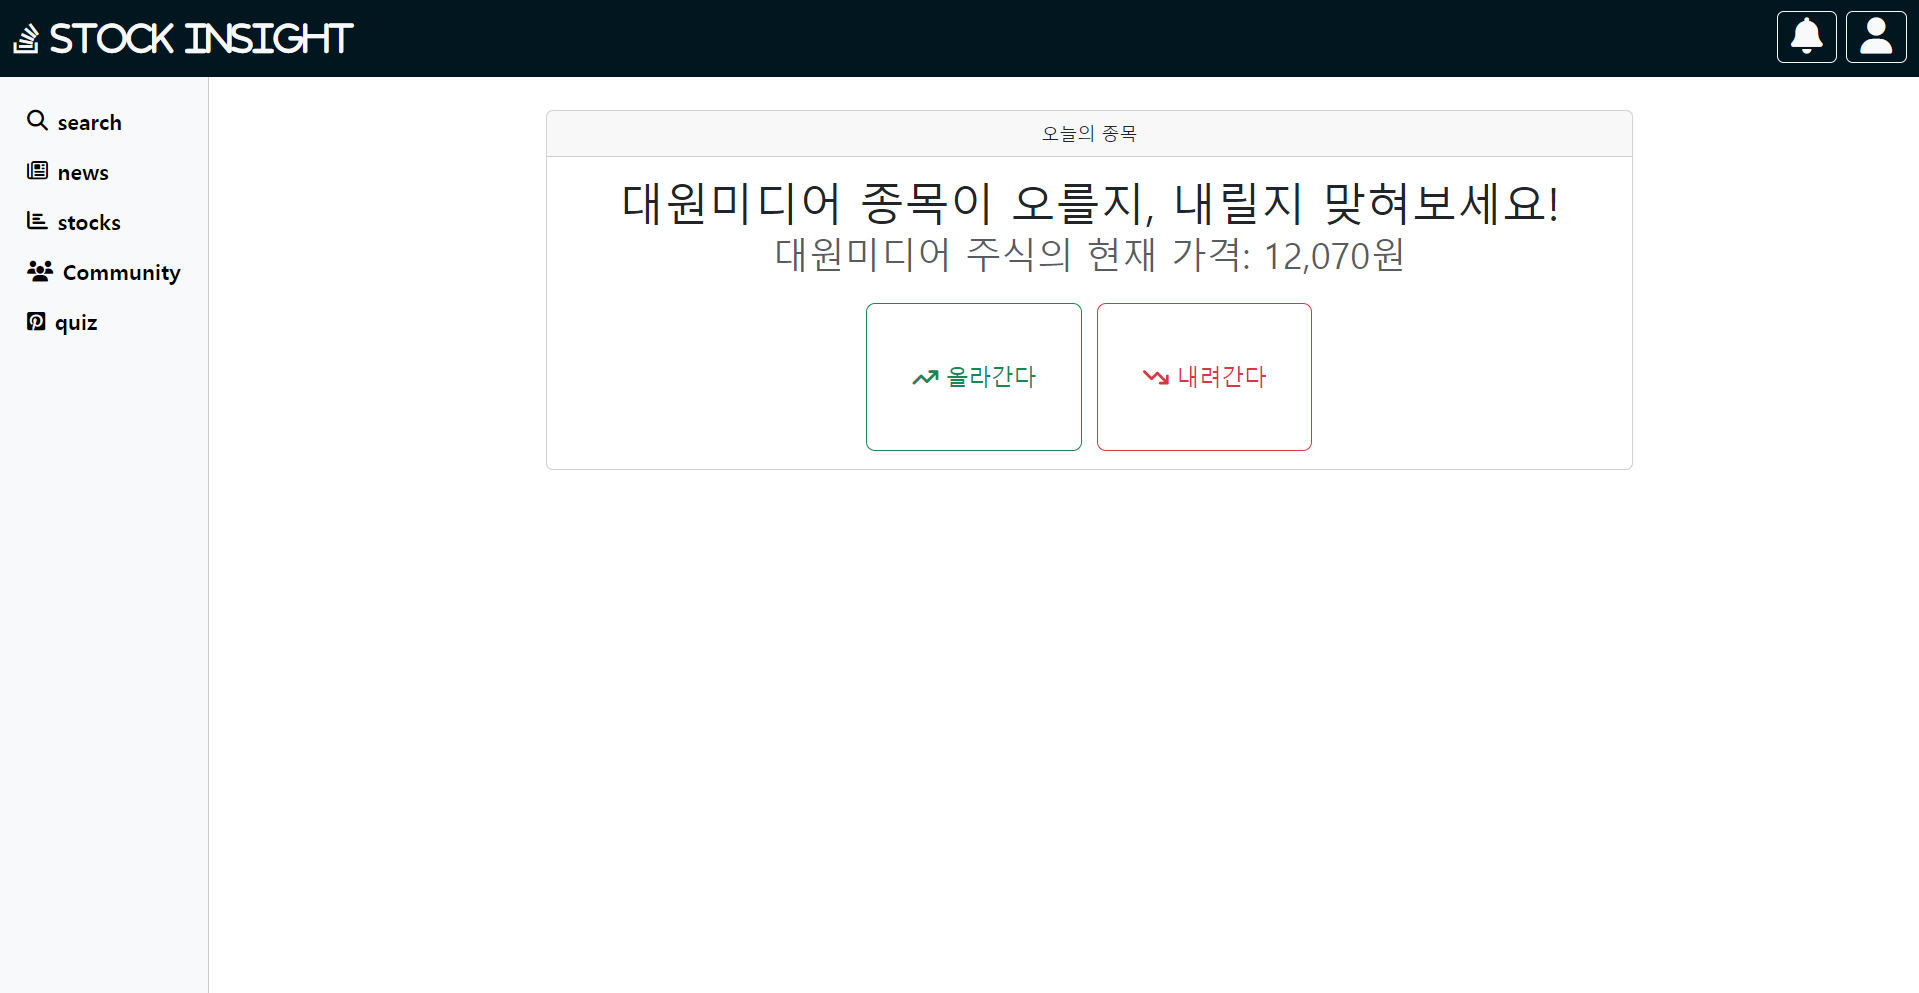 STOCK INSIGHT
search
news
stocks
Community
quiz
오늘의 종목
대원미디어 종목이 오를지, 내릴지 맞혀보세요!
대원미디어 주식의 현재 가격: 12,070원
올라간다
내려간다